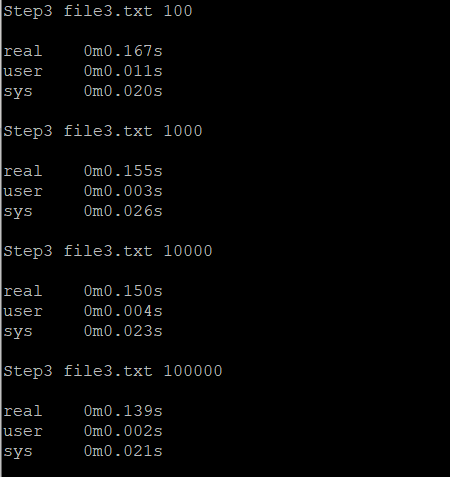 Step3 file3.txt 100
real 0m0.167s
user 0m0.011s
sys 0m0.020s
Step3 file3.txt 1000
real 0m0.155s
user 0m0.003s
sys 0m0.026s
Step3 file3.txt 10000
real 0m0.150s
user 0m0.004s
sys 0m0.023s
Step3 file3.txt 100000
real 0m0.139s
user 0m0.002s
sys 0m0.021s